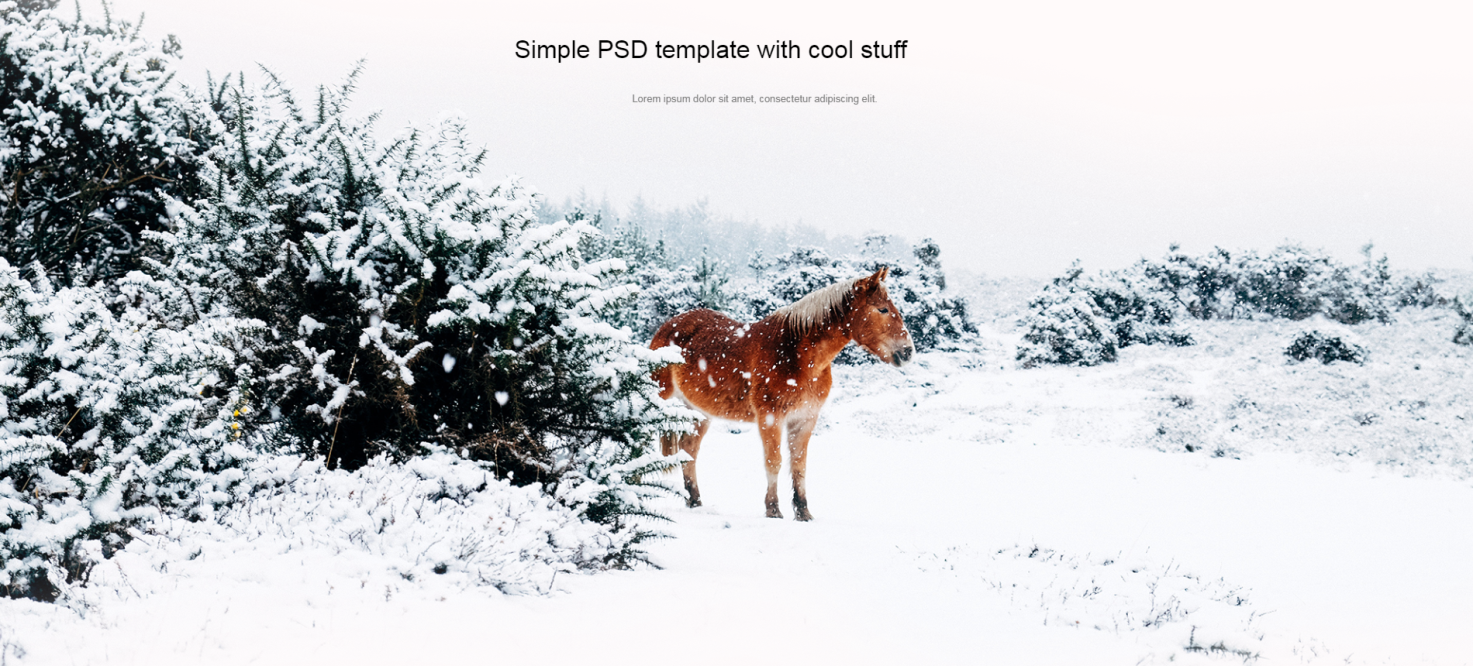 Simple PSD template with cool stuff
Lorem ipsum dolor sit amet, consectetur adipiscing elit.